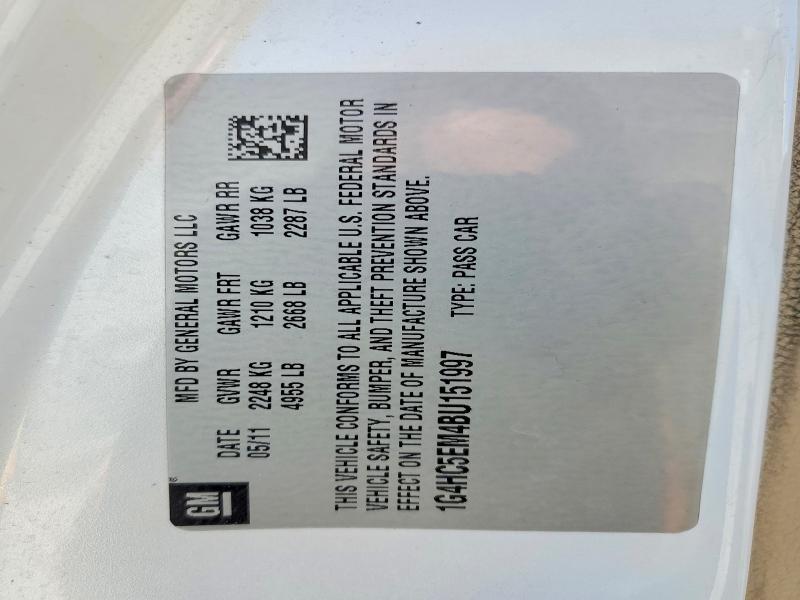 GM
MFD BY GENERAL MOTORS LLC
DATE GVWR GAWR FRT GAWR RR
05/11 2248 KG 1210 KG 1038 KG
4955 LB 2668 LB 2287 LB
THIS VEHICLE CONFORMS TO ALL APPLICABLE U.S. FEDERAL MOTOR
VEHICLE SAFETY, BUMPER, AND THEFT PREVENTION STANDARDS IN
EFFECT ON THE DATE OF MANUFACTURE SHOWN ABOVE.
1G4HC5EM4BU151997 TYPE: PASS CAR